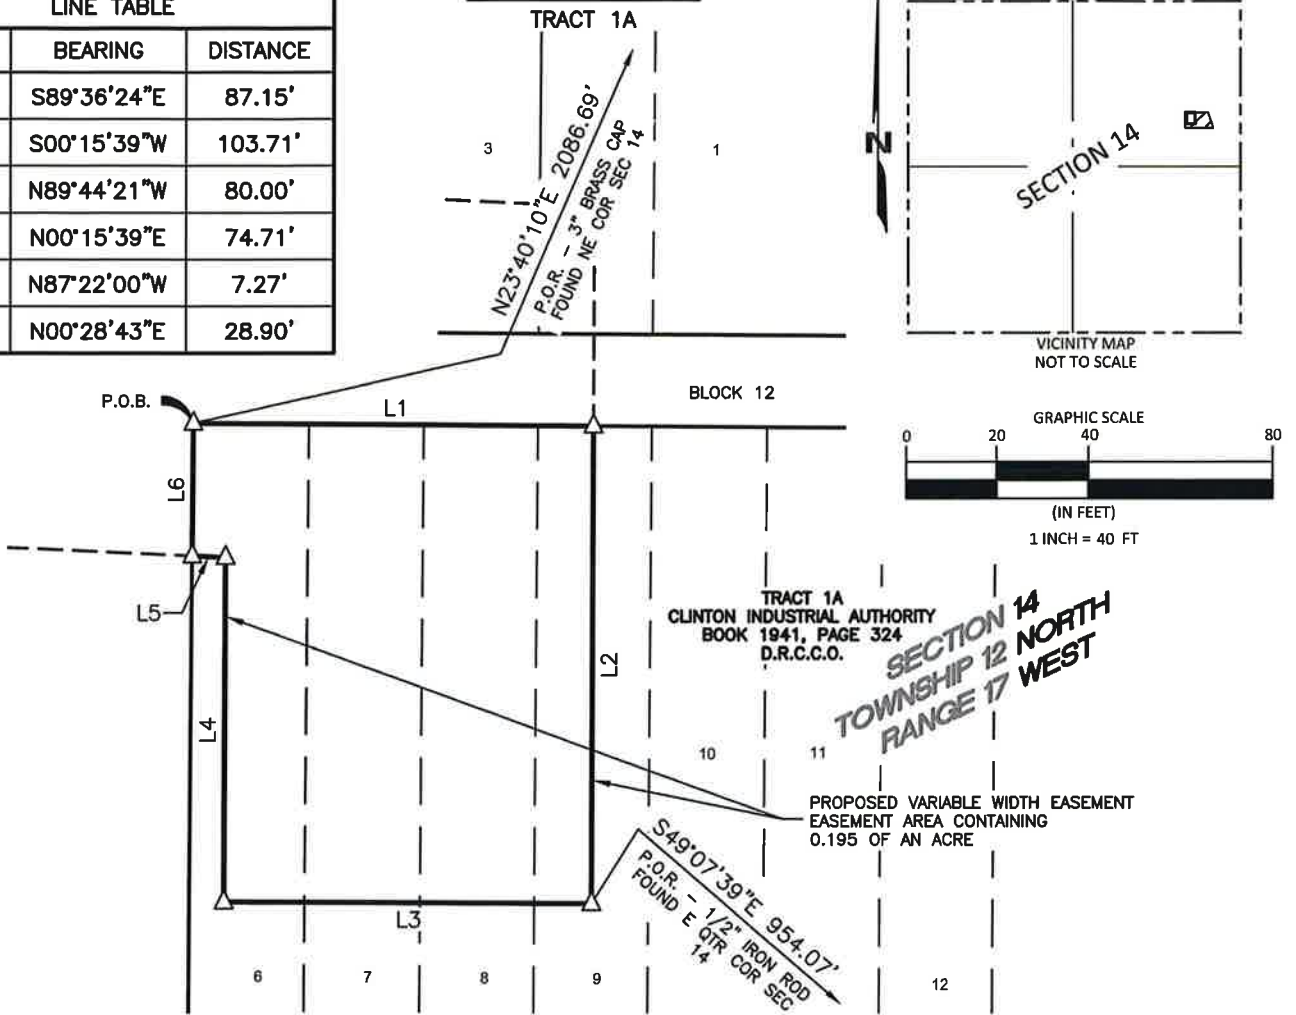 LINE TABLE
BEARING DISTANCE
S89°36'24"E 87.15'
S00°15'39"W 103.71'
N89°44'21"W 80.00'
N00°15'39"E 74.71'
N87°22'00"W 7.27'
N00°28'43"E 28.90'
TRACT 1A
3
1
N23°40'10"E 2086.69'
P.O.R. - 3" BRASS CAP
FOUND NE COR SEC 14
N
SECTION 14
VICINITY MAP
NOT TO SCALE
P.O.B.
L1
BLOCK 12
GRAPHIC SCALE
0 20 40 80
(IN FEET)
1 INCH = 40 FT
L6
L5
L4
L2
L3
TRACT 1A
CLINTON INDUSTRIAL AUTHORITY
BOOK 1941, PAGE 324
D.R.C.C.O.
SECTION 14
TOWNSHIP 12 NORTH
RANGE 17 WEST
10
11
PROPOSED VARIABLE WIDTH EASEMENT
EASEMENT AREA CONTAINING
0.195 OF AN ACRE
S49°07'39"E 954.07'
P.O.R. - 1/2" IRON ROD
FOUND E QTR COR SEC
14
6
7
8
9
12